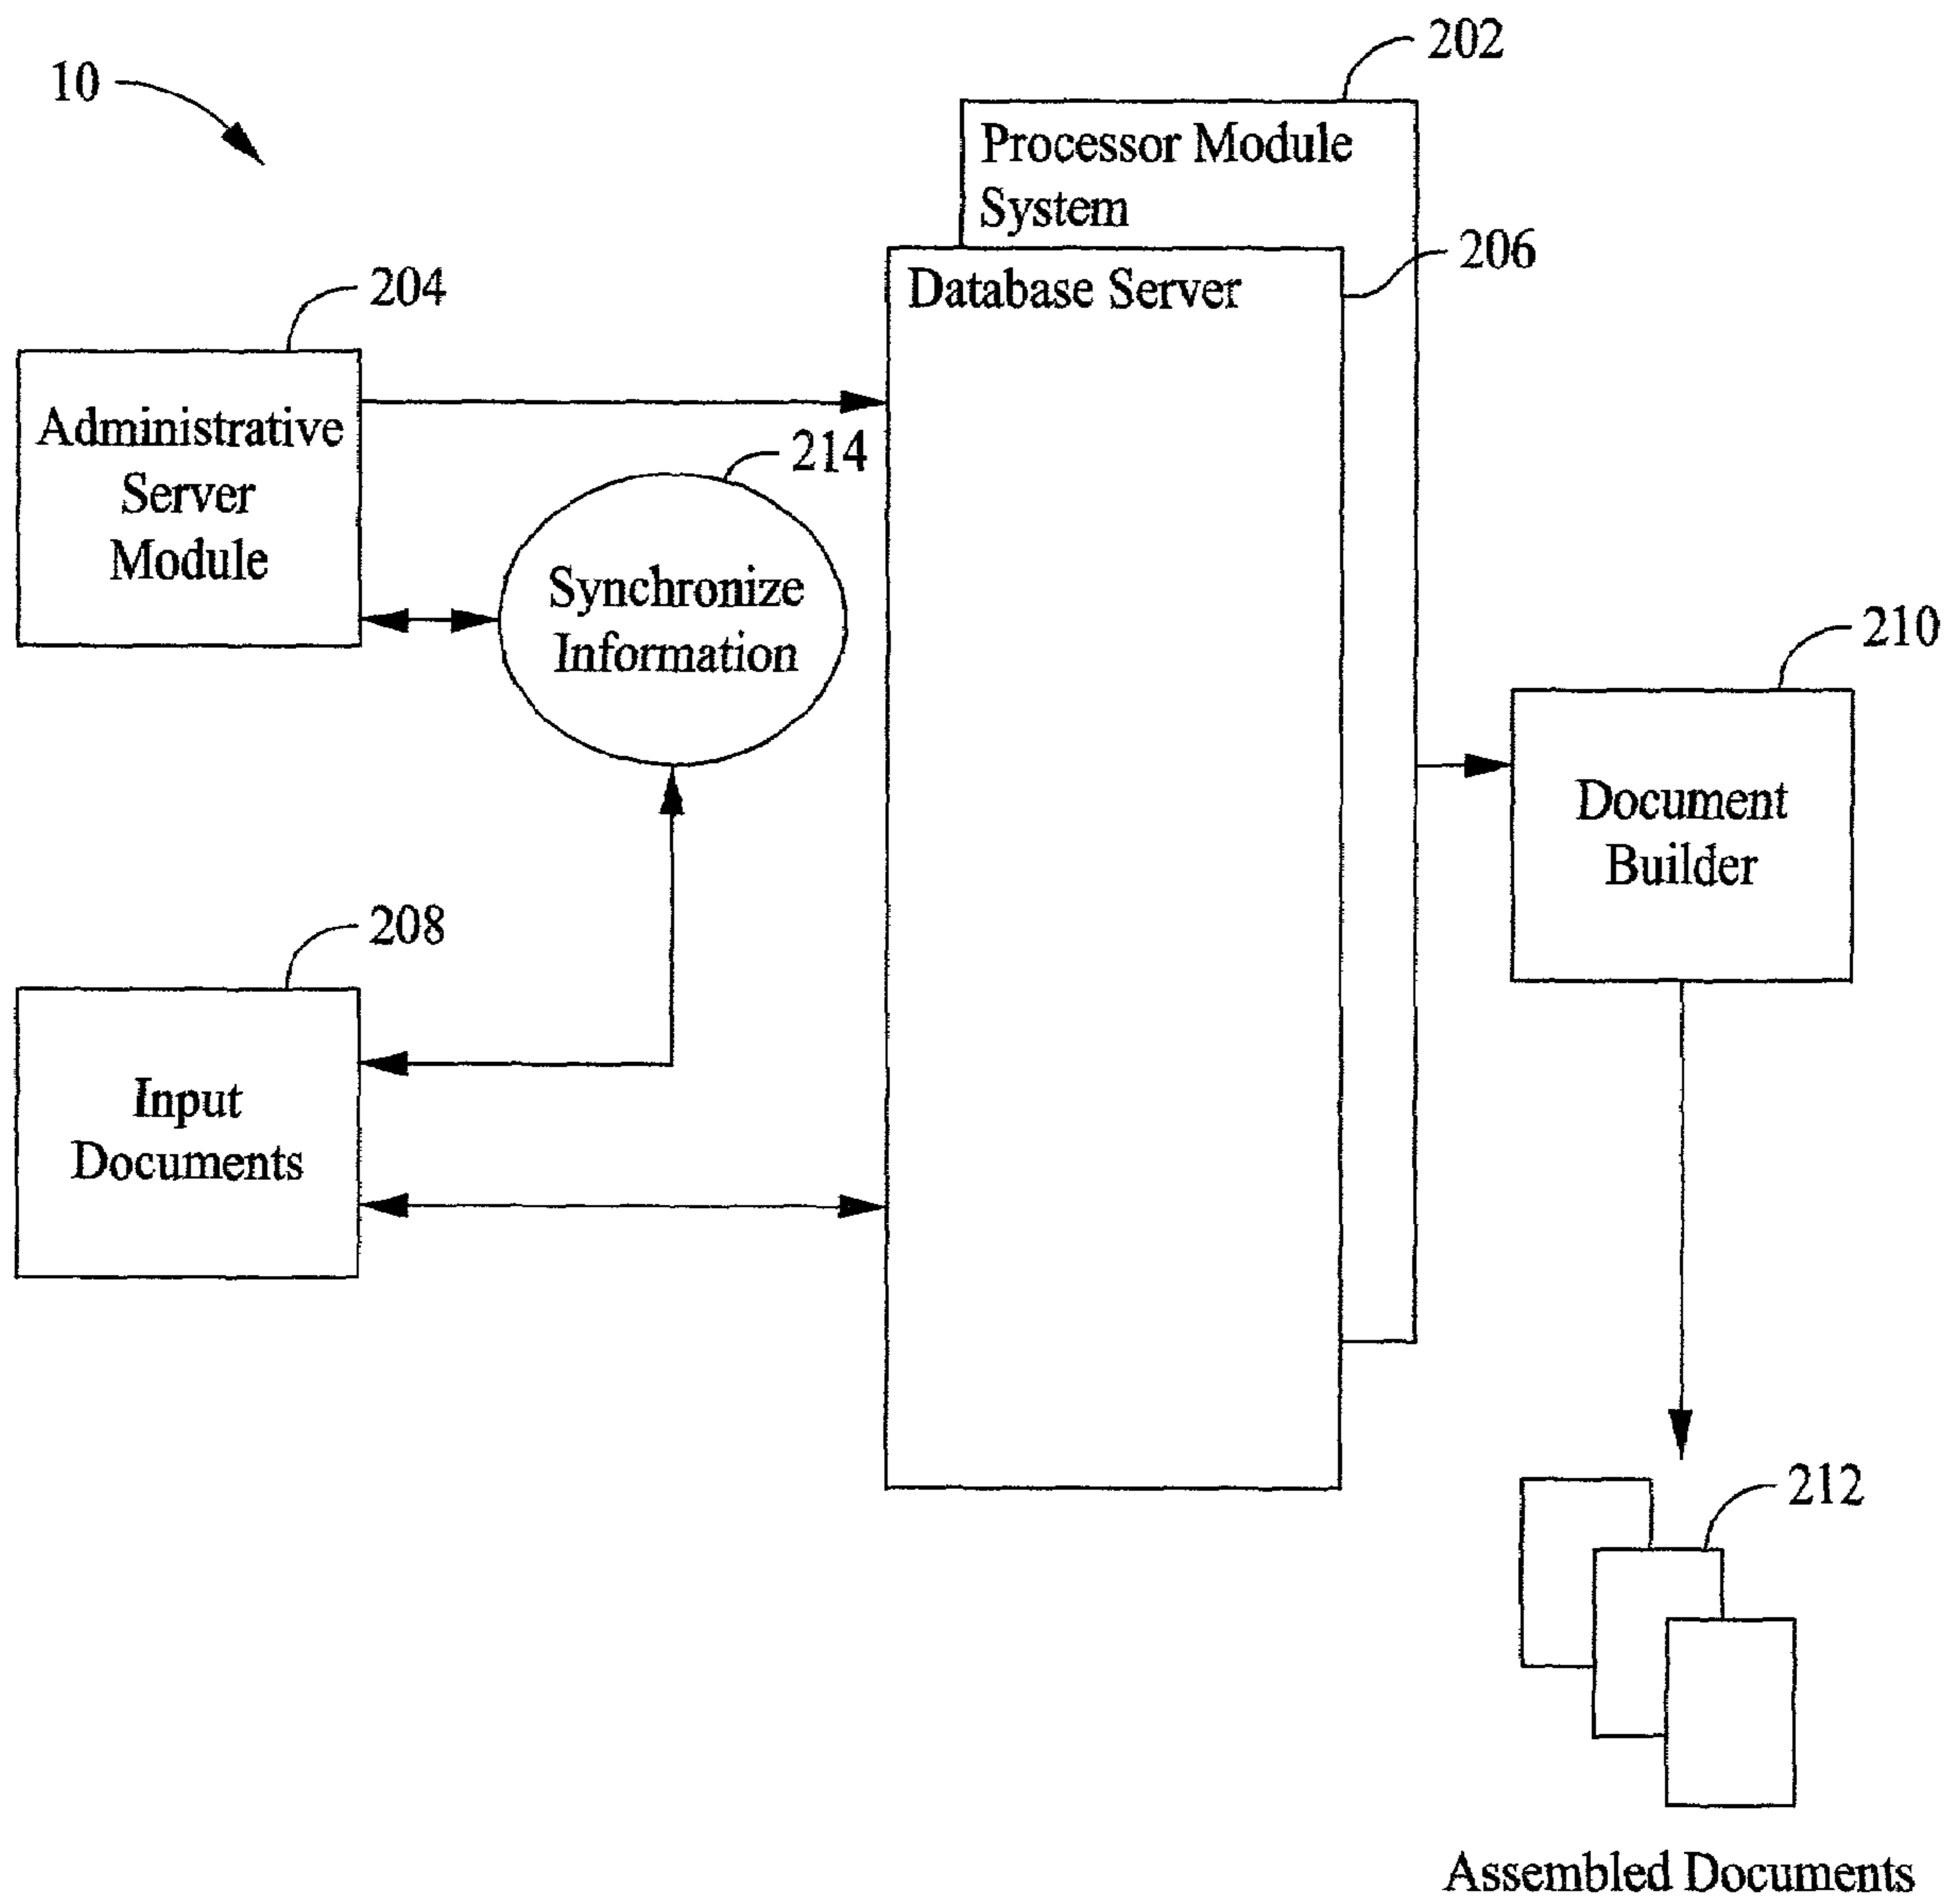 10
202
Processor Module
System
206
Database Server
204
Administrative
Server
Module
214
Synchronize
Information
210
Document
Builder
208
Input
Documents
212
Assembled Documents